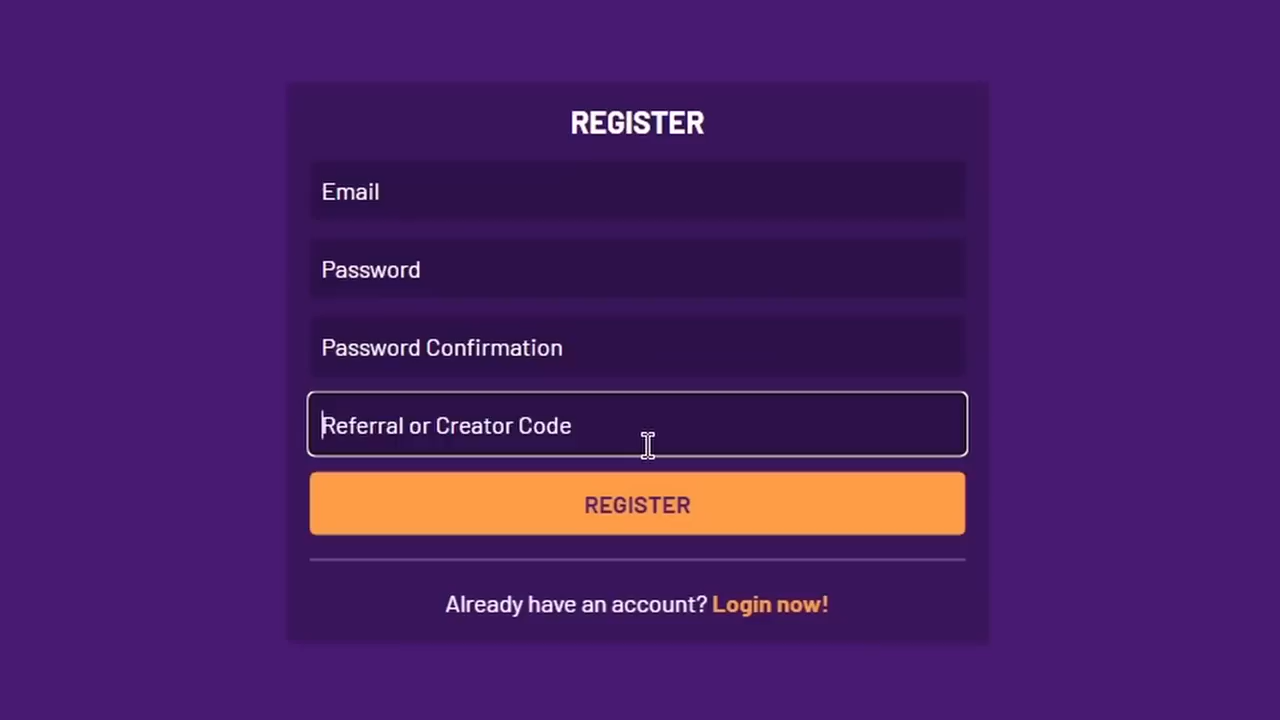 REGISTER
Email
Password
Password Confirmation
Referral or Creator Code
REGISTER
Already have an account? Login now!